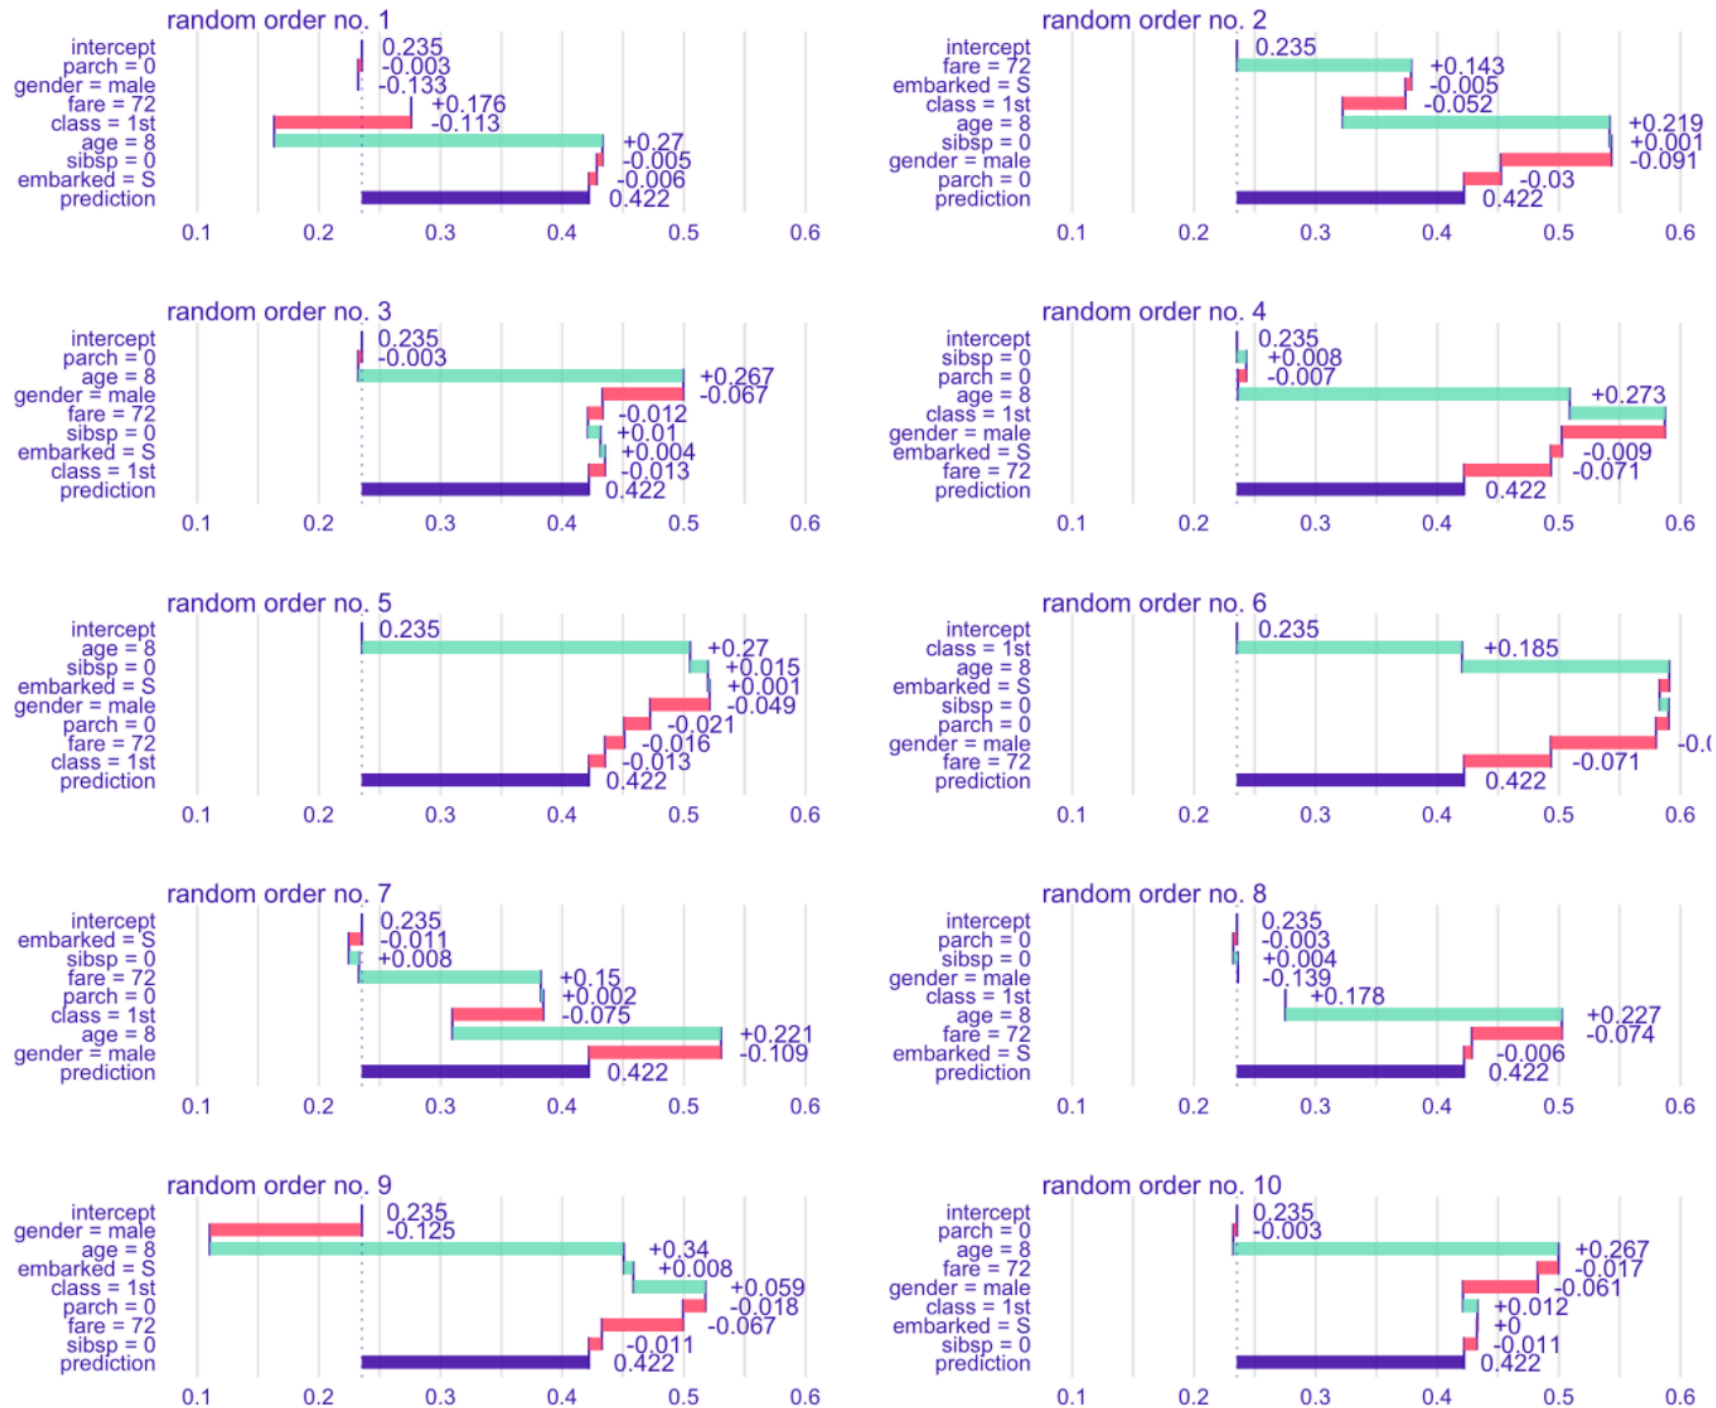 random order no. 1
intercept 0.235
parch = 0 -0.003
gender = male -0.133
fare = 72 +0.176
class = 1st -0.113
age = 8 +0.27
sibsp = 0 -0.005
embarked = S -0.006
prediction 0.422
0.1 0.2 0.3 0.4 0.5 0.6
random order no. 2
intercept 0.235
fare = 72 +0.143
embarked = S -0.005
class = 1st -0.052
age = 8 +0.219
sibsp = 0 +0.001
gender = male -0.091
parch = 0 -0.03
prediction 0.422
0.1 0.2 0.3 0.4 0.5 0.6
random order no. 3
intercept 0.235
parch = 0 -0.003
age = 8 +0.267
gender = male -0.067
fare = 72 -0.012
sibsp = 0 +0.01
embarked = S +0.004
class = 1st -0.013
prediction 0.422
0.1 0.2 0.3 0.4 0.5 0.6
random order no. 4
intercept 0.235
sibsp = 0 +0.008
parch = 0 -0.007
age = 8 +0.273
class = 1st
gender = male
embarked = S -0.009
fare = 72 -0.071
prediction 0.422
0.1 0.2 0.3 0.4 0.5 0.6
random order no. 5
intercept 0.235
age = 8 +0.27
sibsp = 0 +0.015
embarked = S +0.001
gender = male -0.049
parch = 0 -0.021
fare = 72 -0.016
class = 1st -0.013
prediction 0.422
0.1 0.2 0.3 0.4 0.5 0.6
random order no. 6
intercept 0.235
class = 1st +0.185
age = 8
embarked = S
sibsp = 0
parch = 0
gender = male
fare = 72 -0.071
prediction 0.422
0.1 0.2 0.3 0.4 0.5 0.6
random order no. 7
intercept 0.235
embarked = S -0.011
sibsp = 0 +0.008
fare = 72 +0.15
parch = 0 +0.002
class = 1st -0.075
age = 8 +0.221
gender = male -0.109
prediction 0.422
0.1 0.2 0.3 0.4 0.5 0.6
random order no. 8
intercept 0.235
parch = 0 -0.003
sibsp = 0 +0.004
gender = male -0.139
class = 1st +0.178
age = 8 +0.227
fare = 72 -0.074
embarked = S -0.006
prediction 0.422
0.1 0.2 0.3 0.4 0.5 0.6
random order no. 9
intercept 0.235
gender = male -0.125
age = 8 +0.34
embarked = S +0.008
class = 1st +0.059
parch = 0 -0.018
fare = 72 -0.067
sibsp = 0 -0.011
prediction 0.422
0.1 0.2 0.3 0.4 0.5 0.6
random order no. 10
intercept 0.235
parch = 0 -0.003
age = 8 +0.267
fare = 72 -0.017
gender = male -0.061
class = 1st +0.012
embarked = S +0
sibsp = 0 -0.011
prediction 0.422
0.1 0.2 0.3 0.4 0.5 0.6